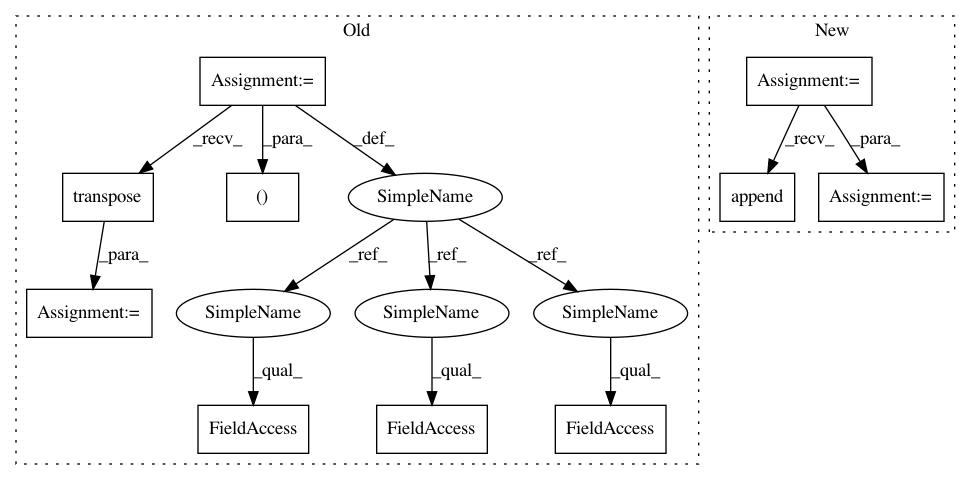 Old
New
Assignment:=
Assignment:=
_recv_
_para_
_def_
_recv_
_para_
transpose
()
SimpleName
append
Assignment:=
_para_
_ref_
_ref_
_ref_
Assignment:=
SimpleName
SimpleName
SimpleName
_qual_
_qual_
_qual_
FieldAccess
FieldAccess
FieldAccess